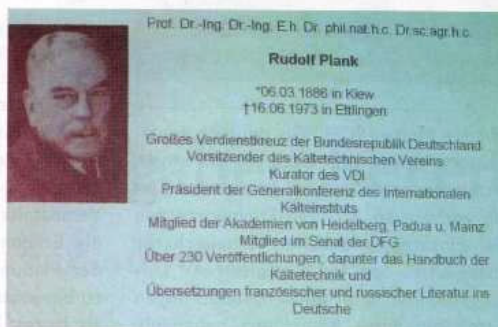 Prof. Dr.-Ing. Dr.-Ing. E.h. Dr. phil.nat.h.c. Dr.sc.agr.h.c.
Rudolf Plank
*06.03.1886 in Kiew
†16.06.1973 in Ettlingen
Großes Verdienstkreuz der Bundesrepublik Deutschland
Vorsitzender des Kältetechnischen Vereins
Kurator des VDI
Präsident der Generalkonferenz des Internationalen
Kälteinstituts
Mitglied der Akademien von Heidelberg, Padua u. Mainz
Mitglied im Senat der DFG
Über 230 Veröffentlichungen, darunter das Handbuch der
Kältetechnik und
Übersetzungen französischer und russischer Literatur ins
Deutsche